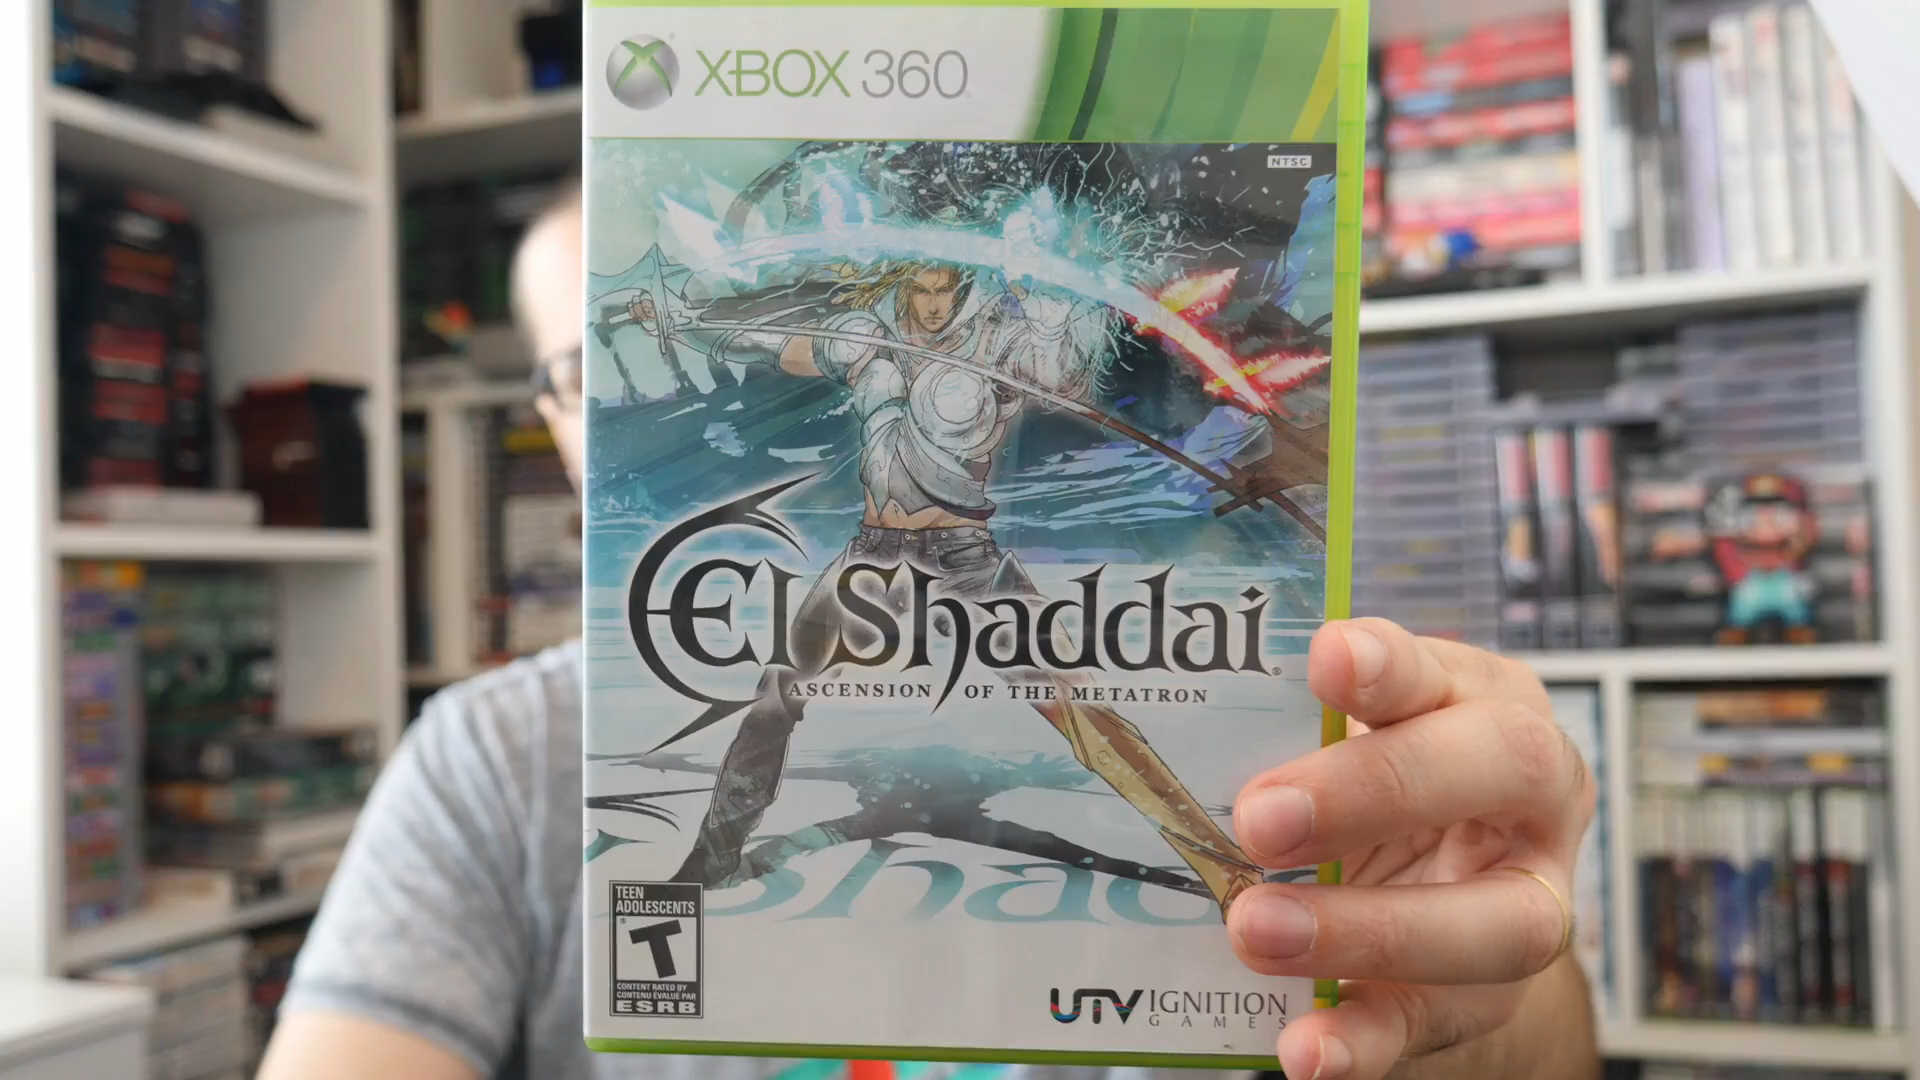 XBOX 360
NTSC
El Shaddai®
ASCENSION OF THE METATRON
Shad
TEEN
ADOLESCENTS
T
CONTENT RATED BY
CONTENU ÉVALUÉ PAR
ESRB
UTV IGNITION
GAMES